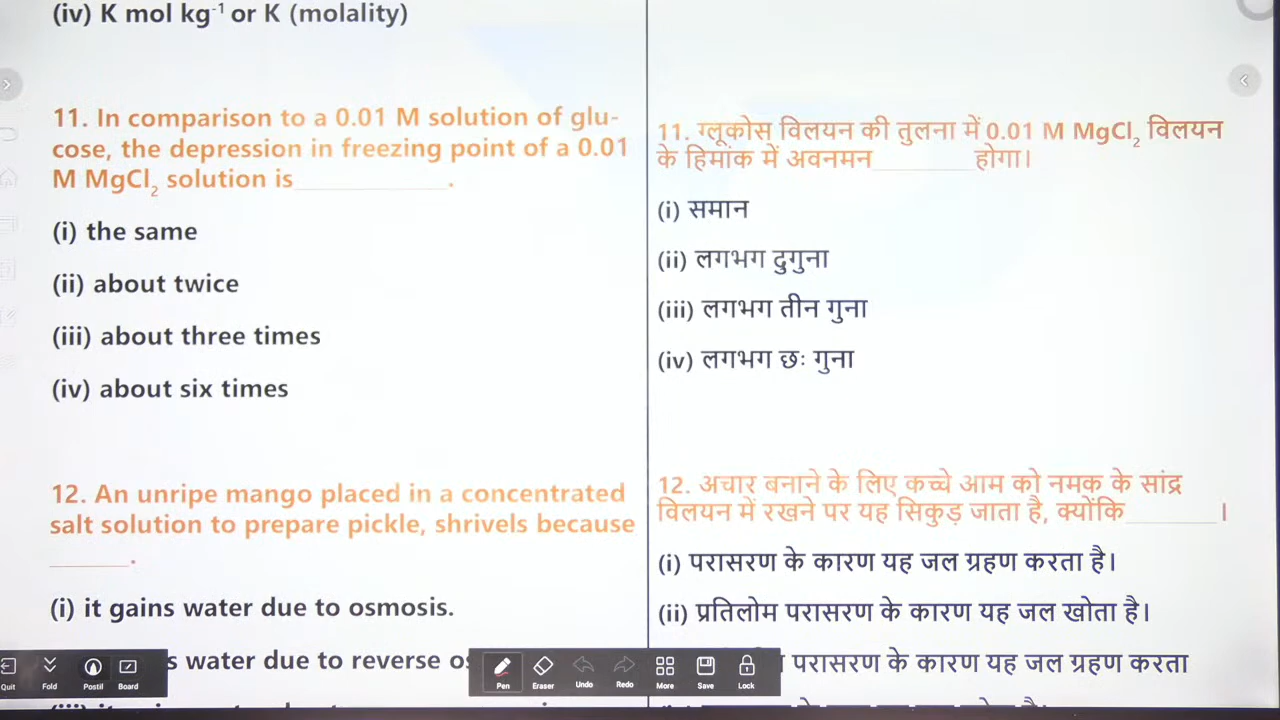 (iv) K mol kg⁻¹ or K (molality)
11. In comparison to a 0.01 M solution of glu-
cose, the depression in freezing point of a 0.01
M MgCl₂ solution is__________.
(i) the same
(ii) about twice
(iii) about three times
(iv) about six times
12. An unripe mango placed in a concentrated
salt solution to prepare pickle, shrivels because
_____.
(i) it gains water due to osmosis.
s water due to reverse
11. ग्लूकोस विलयन की तुलना में 0.01 M MgCl₂ विलयन
के हिमांक में अवनमन_______होगा।
(i) समान
(ii) लगभग दुगुना
(iii) लगभग तीन गुना
(iv) लगभग छः गुना
12. अचार बनाने के लिए कच्चे आम को नमक के सांद्र
विलयन में रखने पर यह सिकुड़ जाता है, क्योंकि______।
(i) परासरण के कारण यह जल ग्रहण करता है।
(ii) प्रतिलोम परासरण के कारण यह जल खोता है।
परासरण के कारण यह जल ग्रहण करता
Quit Fold Postil Board
Pen Eraser Undo Redo More Save Lock